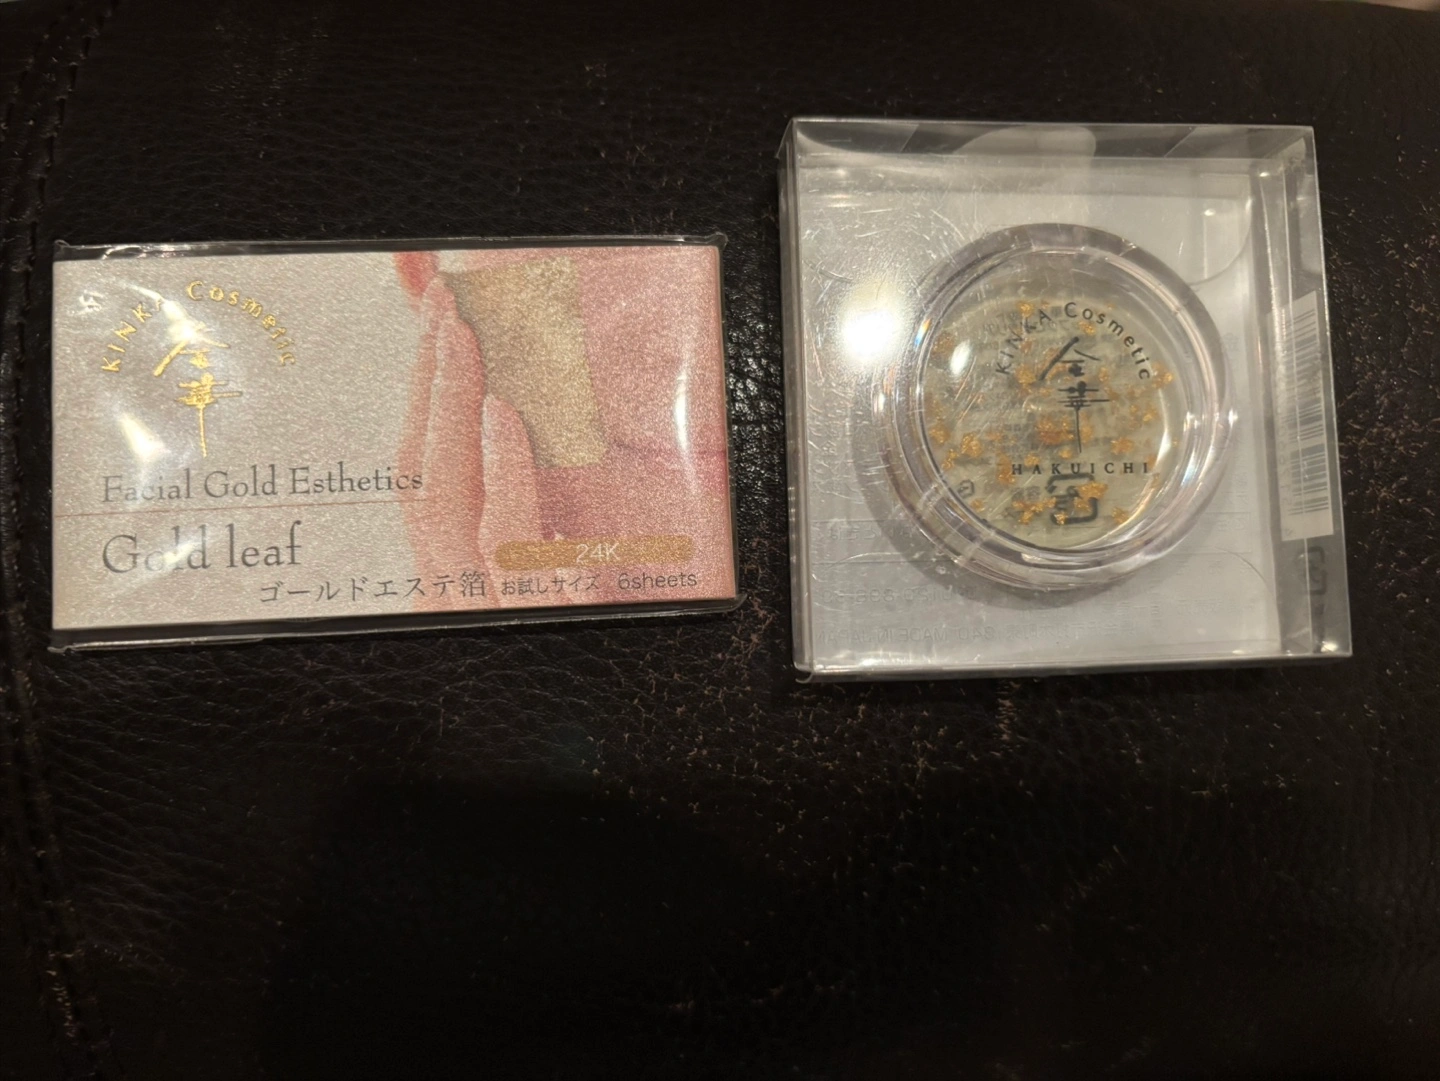 KINKA Cosmetic
金華
Facial Gold Esthetics
Gold leaf
24K
ゴールドエステ箔 お試しサイズ 6sheets
KINKA Cosmetic
金華
HAKUICHI